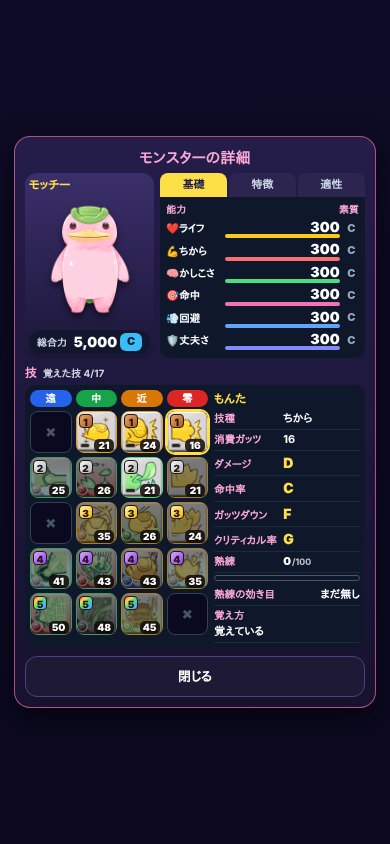 モンスターの詳細
モッチー
総合力 5,000 C
基礎 特徴 適性
能力 素質
ライフ 300 C
ちから 300 C
かしこさ 300 C
命中 300 C
回避 300 C
丈夫さ 300 C
技 覚えた技 4/17
遠 中 近 零
1 21 1 24 1 16
2 25 2 26 2 21 2 21
3 35 3 26 3 24
4 41 4 43 4 43 4 35
5 50 5 48 5 45
もんた
技種 ちから
消費ガッツ 16
ダメージ D
命中率 C
ガッツダウン F
クリティカル率 G
熟練 0/100
熟練の効き目 まだ無し
覚え方
覚えている
閉じる